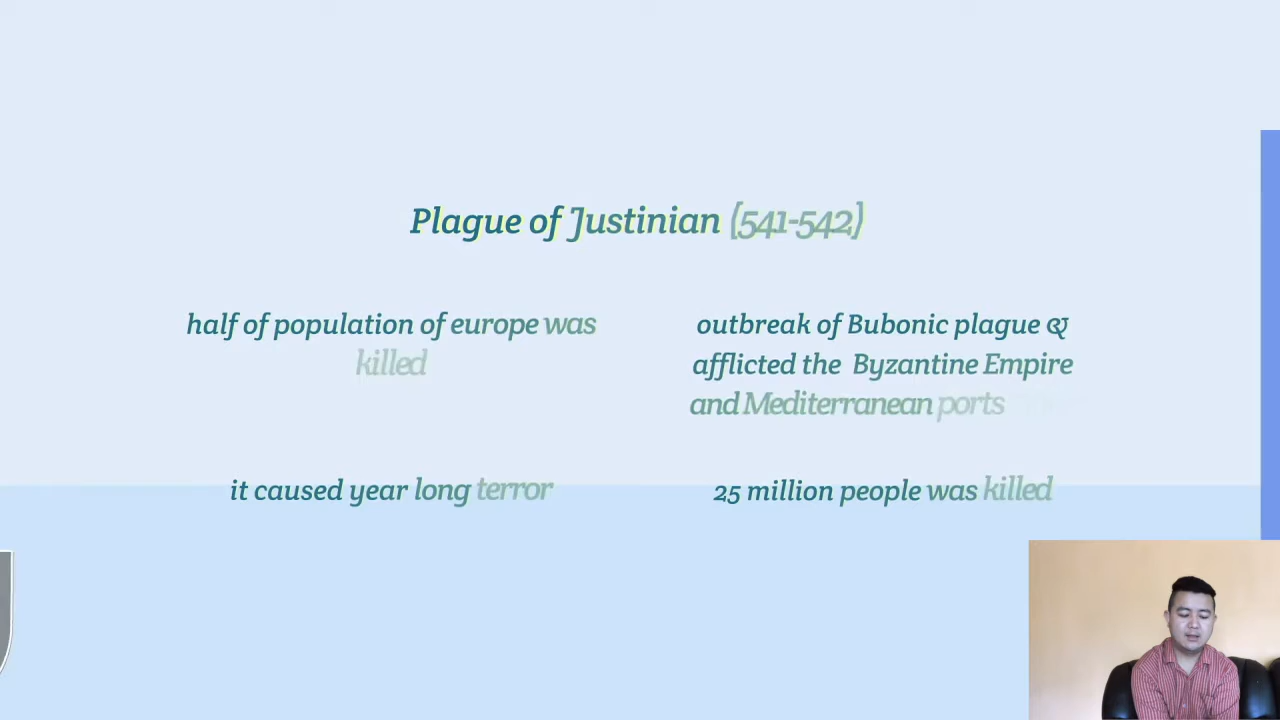 Plague of Justinian (541-542)
half of population of europe was
killed
outbreak of Bubonic plague &
afflicted the Byzantine Empire
and Mediterranean ports
it caused year long terror
25 million people was killed